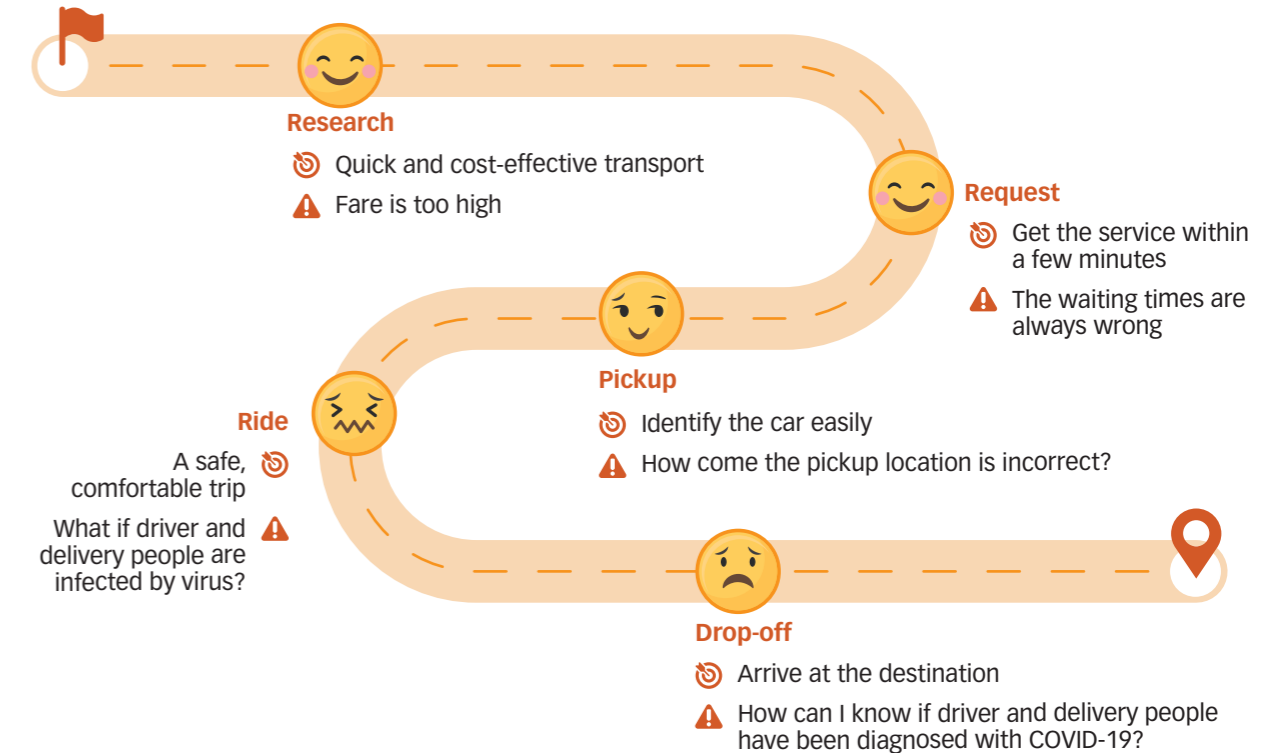 Research
Quick and cost-effective transport
Fare is too high
Request
Get the service within
a few minutes
The waiting times are
always wrong
Pickup
Identify the car easily
How come the pickup location is incorrect?
Ride
A safe,
comfortable trip
What if driver and
delivery people are
infected by virus?
Drop-off
Arrive at the destination
How can I know if driver and delivery people
have been diagnosed with COVID-19?